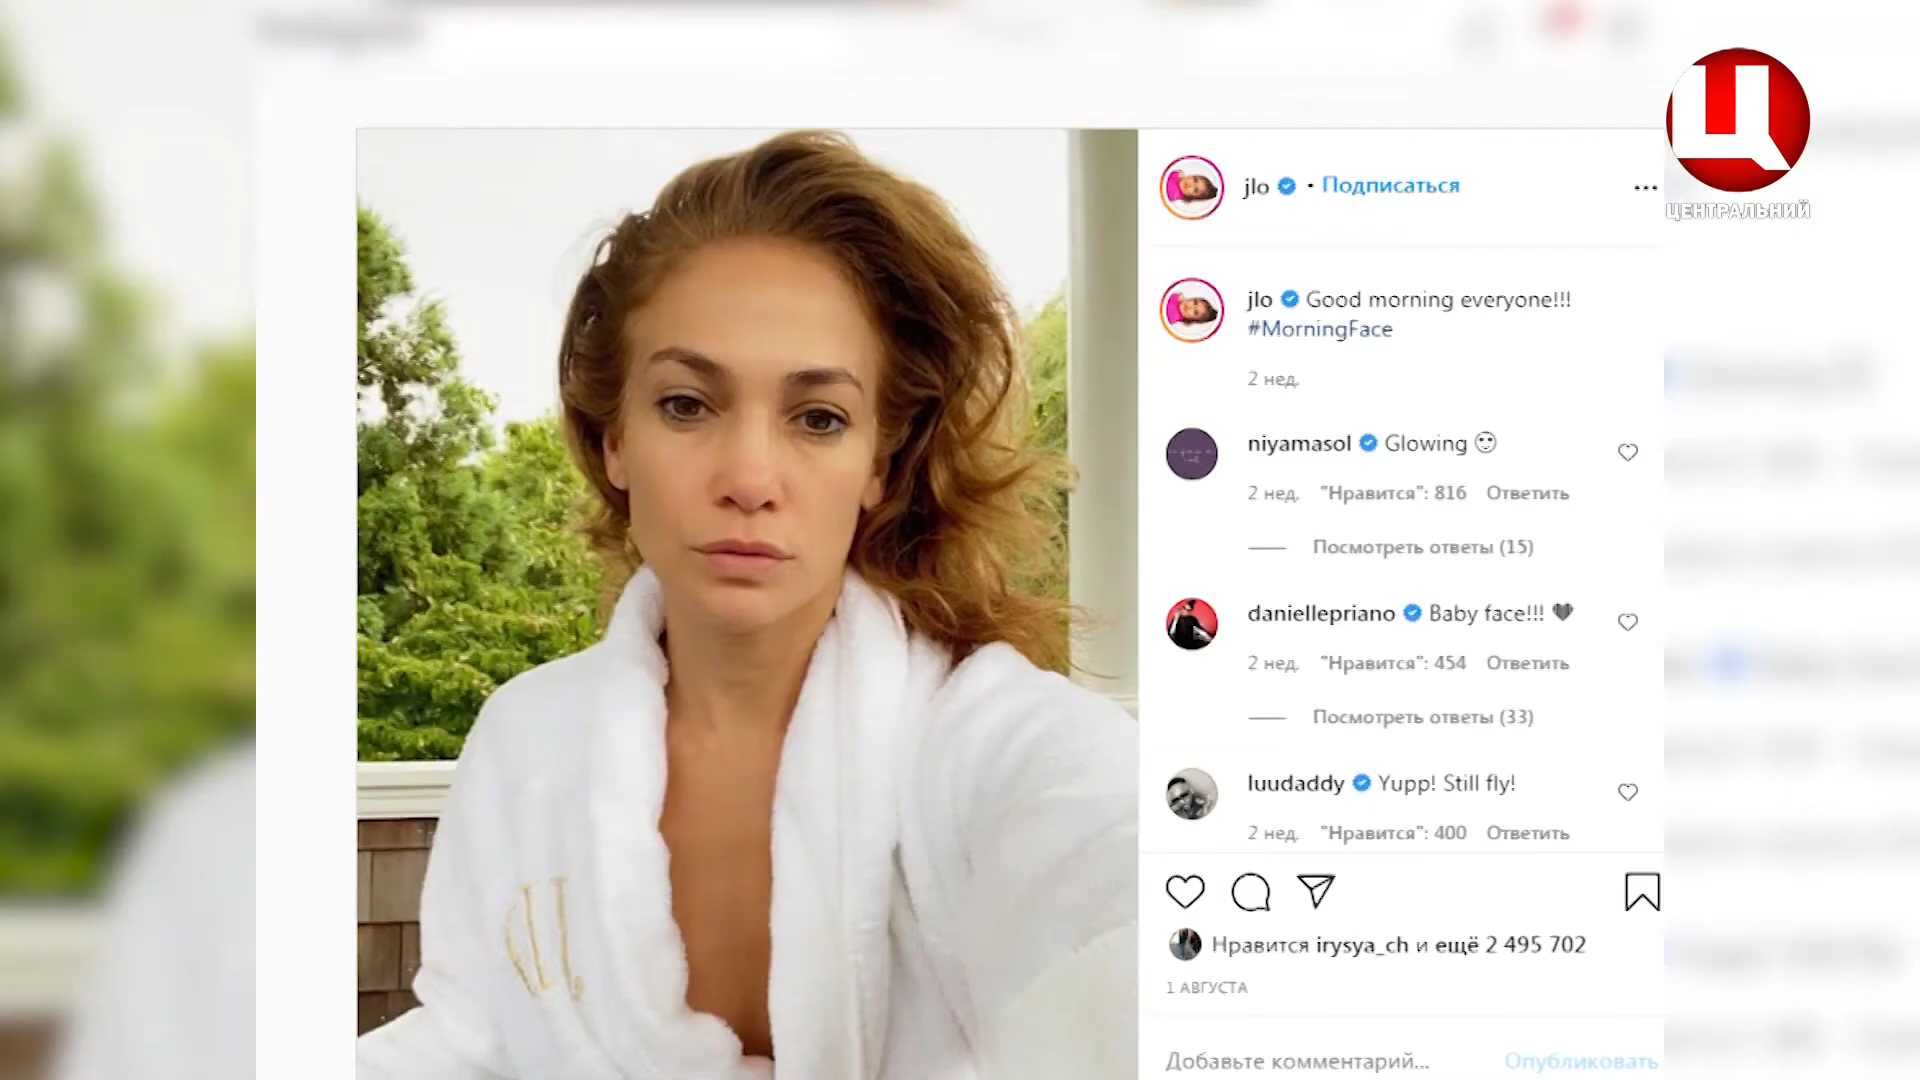 Ц
ЦЕНТРАЛЬНИЙ
jlo • Подписаться
jlo Good morning everyone!!!
#MorningFace
2 нед.
niyamasol Glowing
2 нед. "Нравится": 816 Ответить
Посмотреть ответы (15)
daniellepriano Baby face!!! 🖤
2 нед. "Нравится": 454 Ответить
Посмотреть ответы (33)
luudaddy Yupp! Still fly!
2 нед. "Нравится": 400 Ответить
Нравится irysya_ch и ещё 2 495 702
1 АВГУСТА
Добавьте комментарий... Опубликовать